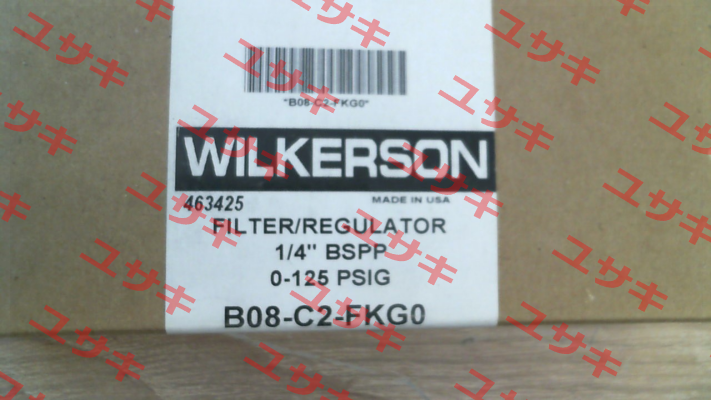 "B08-C2-FKG0"
WILKERSON
463425
MADE IN USA
FILTER/REGULATOR
1/4" BSPP
0-125 PSIG
B08-C2-FKG0
ユサキ